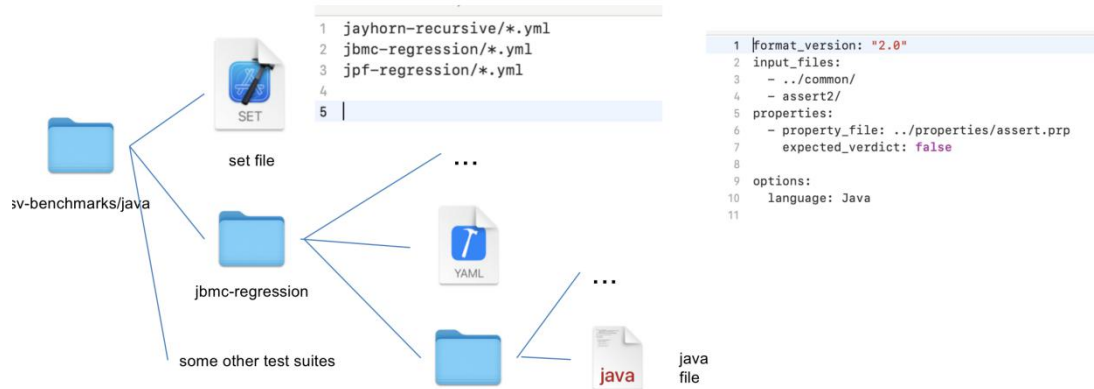 1 jayhorn-recursive/*.yml
2 jbmc-regression/*.yml
3 jpf-regression/*.yml
4
5
1 format_version: "2.0"
2 input_files:
3 - ../common/
4 - assert2/
5 properties:
6 - property_file: ../properties/assert.prp
7 expected_verdict: false
8
9 options:
10 language: Java
11
SET
set file
sv-benchmarks/java
...
YAML
jbmc-regression
...
some other test suites
java
java
file